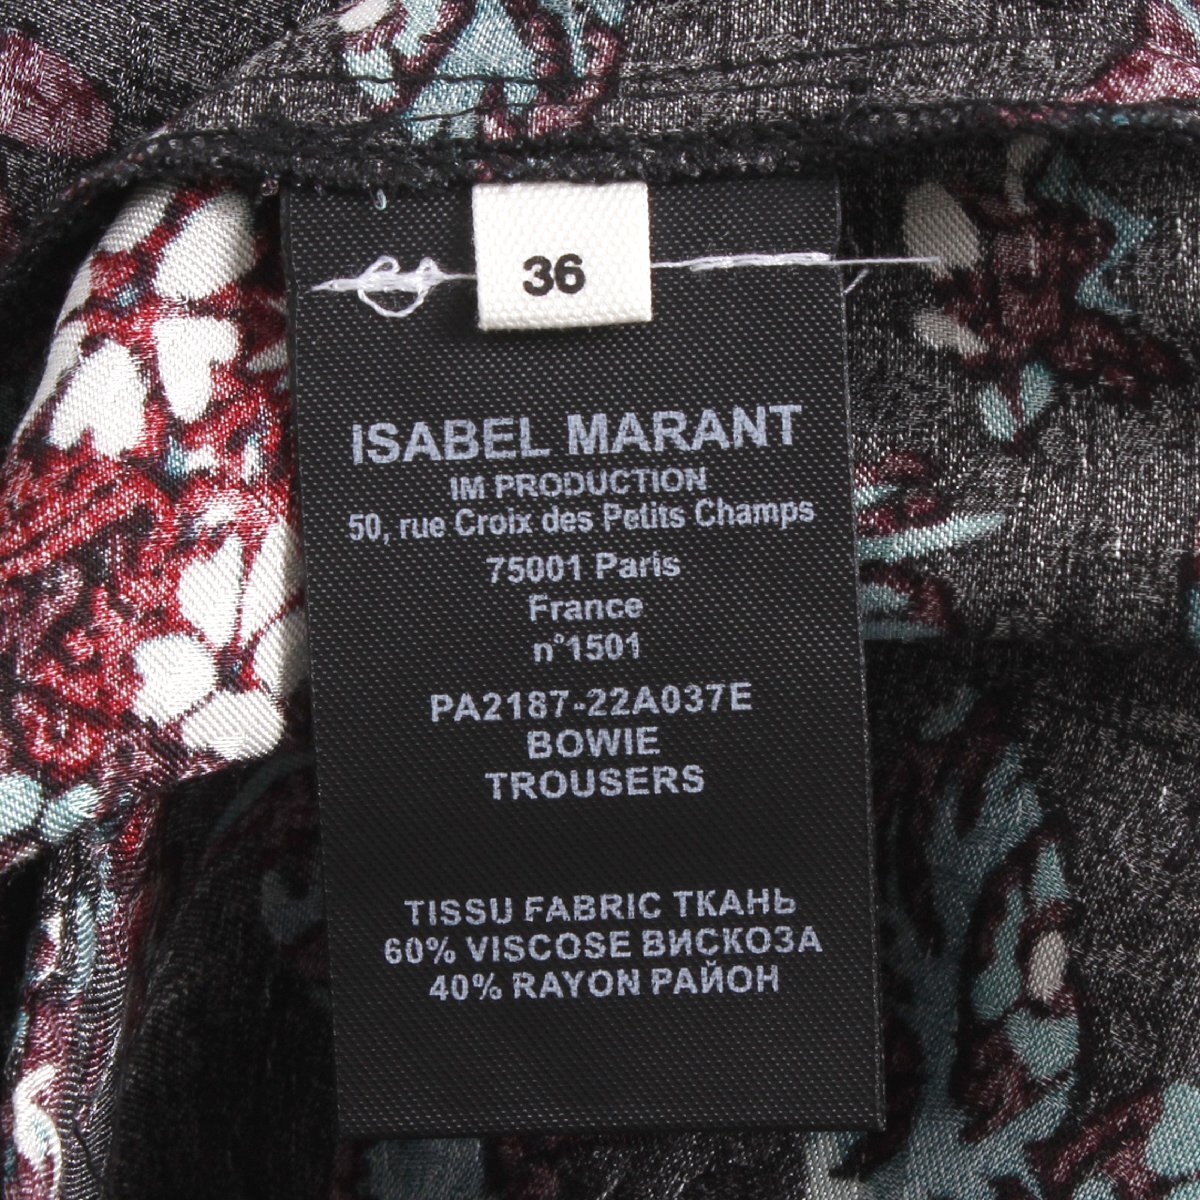 36
ISABEL MARANT
IM PRODUCTION
50, rue Croix des Petits Champs
75001 Paris
France
n°1501
PA2187-22A037E
BOWIE
TROUSERS
TISSU FABRIC ТКАНЬ
60% VISCOSE ВИСКОЗА
40% RAYON РАЙОН